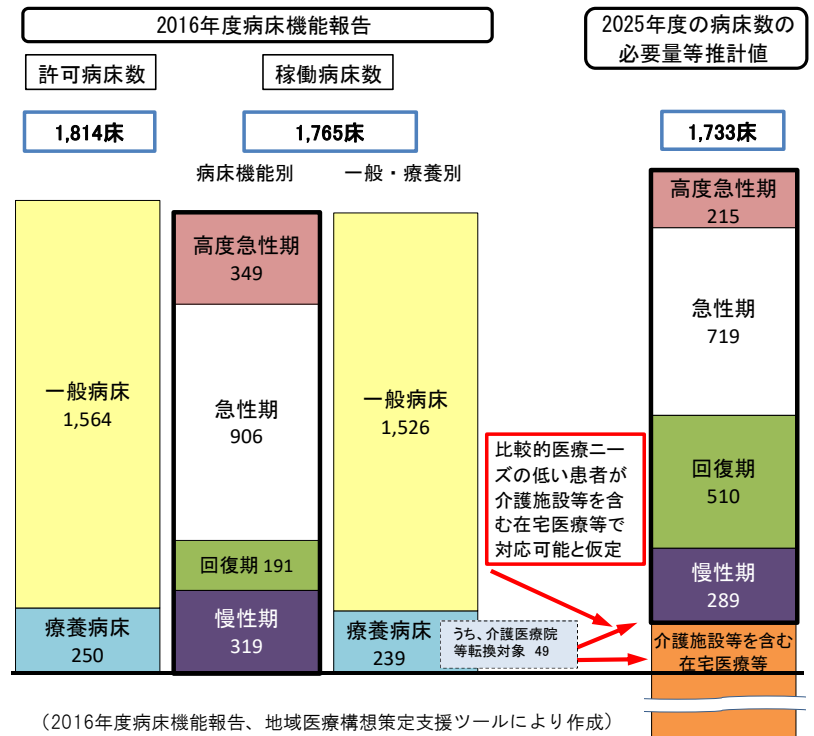 2016年度病床機能報告
2025年度の病床数の
必要量等推計値
許可病床数
稼働病床数
1,814床
1,765床
1,733床
病床機能別
一般・療養別
一般病床
1,564
療養病床
250
高度急性期
349
急性期
906
回復期 191
慢性期
319
一般病床
1,526
療養病床
239
比較的医療ニー
ズの低い患者が
介護施設等を含
む在宅医療等で
対応可能と仮定
うち、介護医療院
等転換対象 49
高度急性期
215
急性期
719
回復期
510
慢性期
289
介護施設等を含む
在宅医療等
（2016年度病床機能報告、地域医療構想策定支援ツールにより作成）